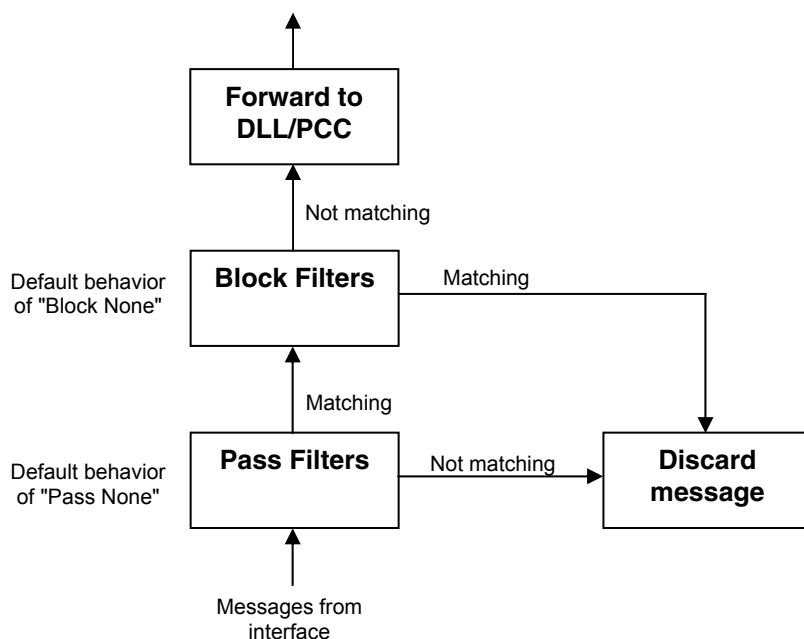 Forward to
DLL/PCC
Not matching
Default behavior
of "Block None"
Block Filters
Matching
Matching
Default behavior
of "Pass None"
Pass Filters
Not matching
Discard
message
Messages from
interface